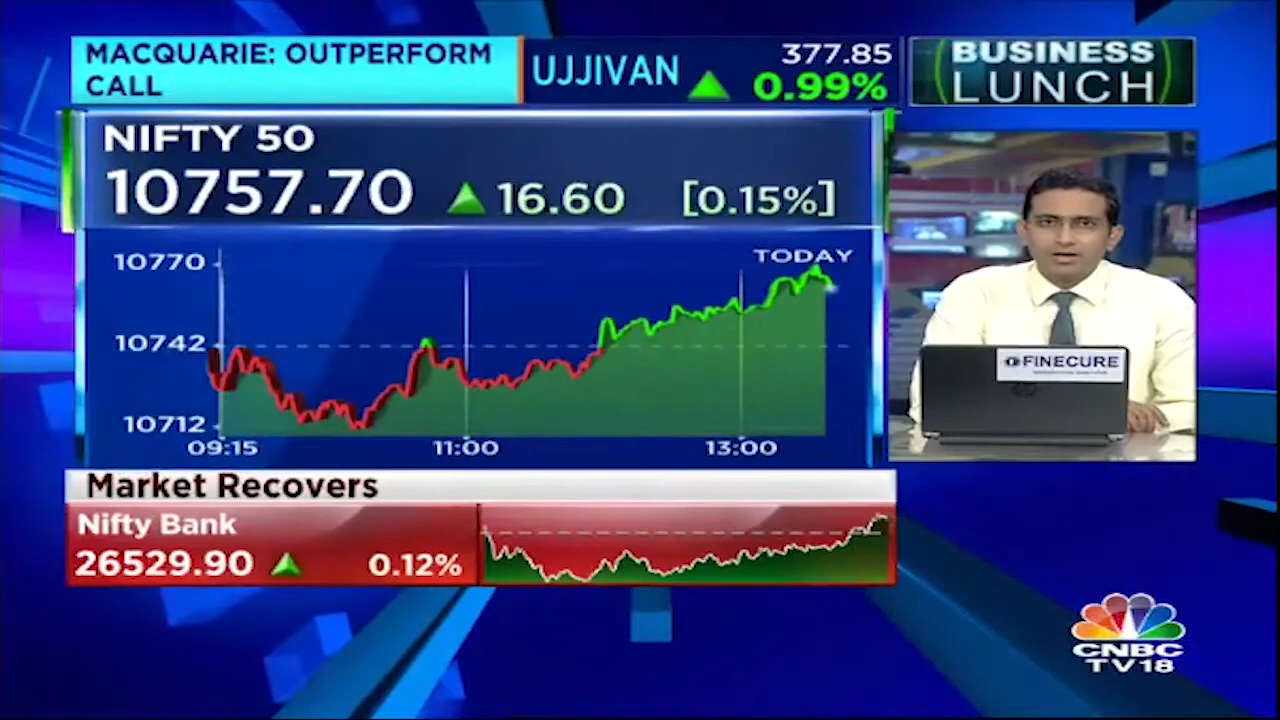 MACQUARIE: OUTPERFORM
CALL
UJJIVAN
377.85
0.99%
BUSINESS
LUNCH
NIFTY 50
10757.70 16.60 [0.15%]
TODAY
10770
10742
10712
09:15 11:00 13:00
FINECURE
Market Recovers
Nifty Bank
26529.90 0.12%
CNBC
TV18